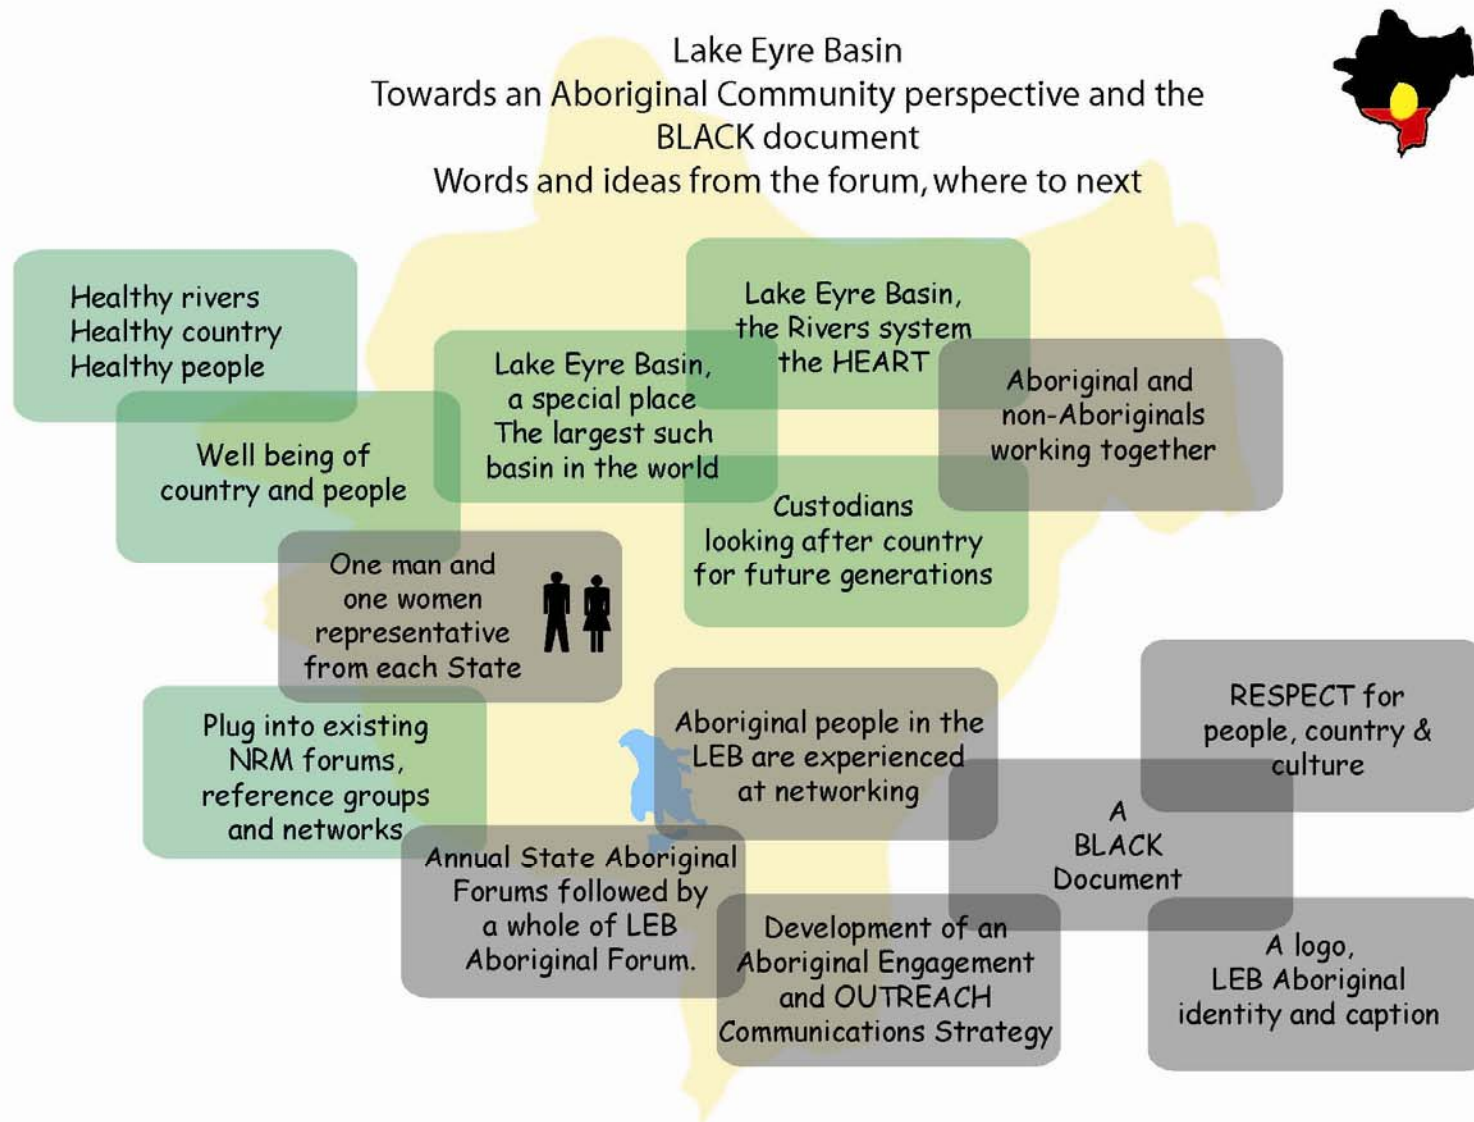 Lake Eyre Basin
Towards an Aboriginal Community perspective and the
BLACK document
Words and ideas from the forum, where to next
Healthy rivers
Healthy country
Healthy people
Well being of
country and people
Lake Eyre Basin,
a special place
The largest such
basin in the world
Lake Eyre Basin,
the Rivers system
the HEART
Aboriginal and
non-Aboriginals
working together
Custodians
looking after country
for future generations
One man and
one women
representative
from each State
Plug into existing
NRM forums,
reference groups
and networks
Aboriginal people in the
LEB are experienced
at networking
RESPECT for
people, country &
culture
A
BLACK
Document
Annual State Aboriginal
Forums followed by
a whole of LEB
Aboriginal Forum.
Development of an
Aboriginal Engagement
and OUTREACH
Communications Strategy
A logo,
LEB Aboriginal
identity and caption